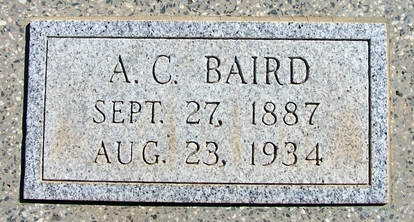 A. C. BAIRD
SEPT. 27, 1887
AUG. 23, 1934